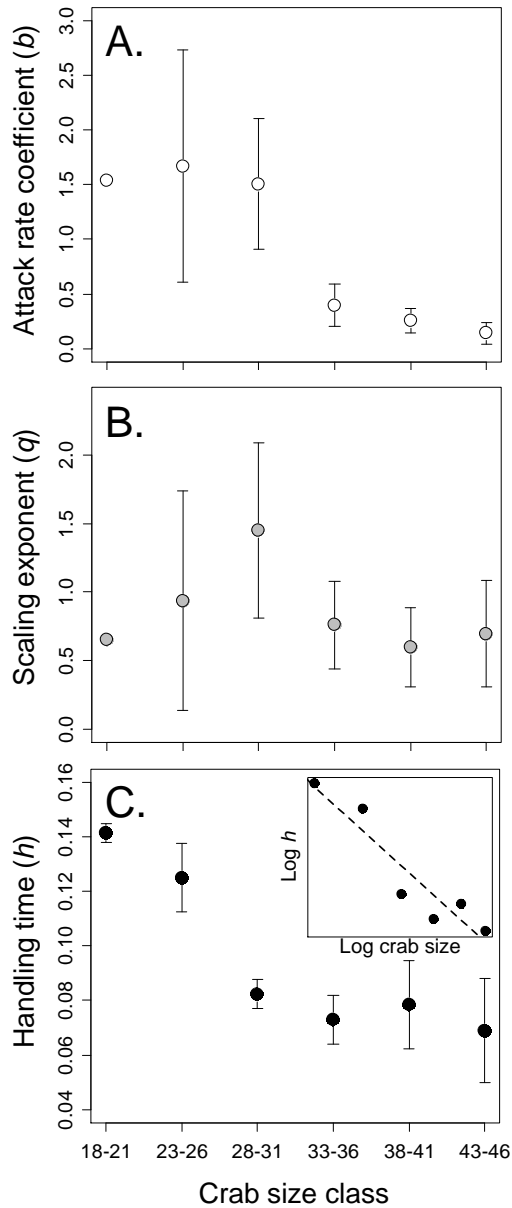 A.
Attack rate coefficient (b)
3.0
2.5
2.0
1.5
1.0
0.5
0.0
B.
Scaling exponent (q)
2.0
1.5
1.0
0.5
0.0
C.
Handling time (h)
0.16
0.14
0.12
0.10
0.08
0.06
0.04
Log h
Log crab size
18-21 23-26 28-31 33-36 38-41 43-46
Crab size class